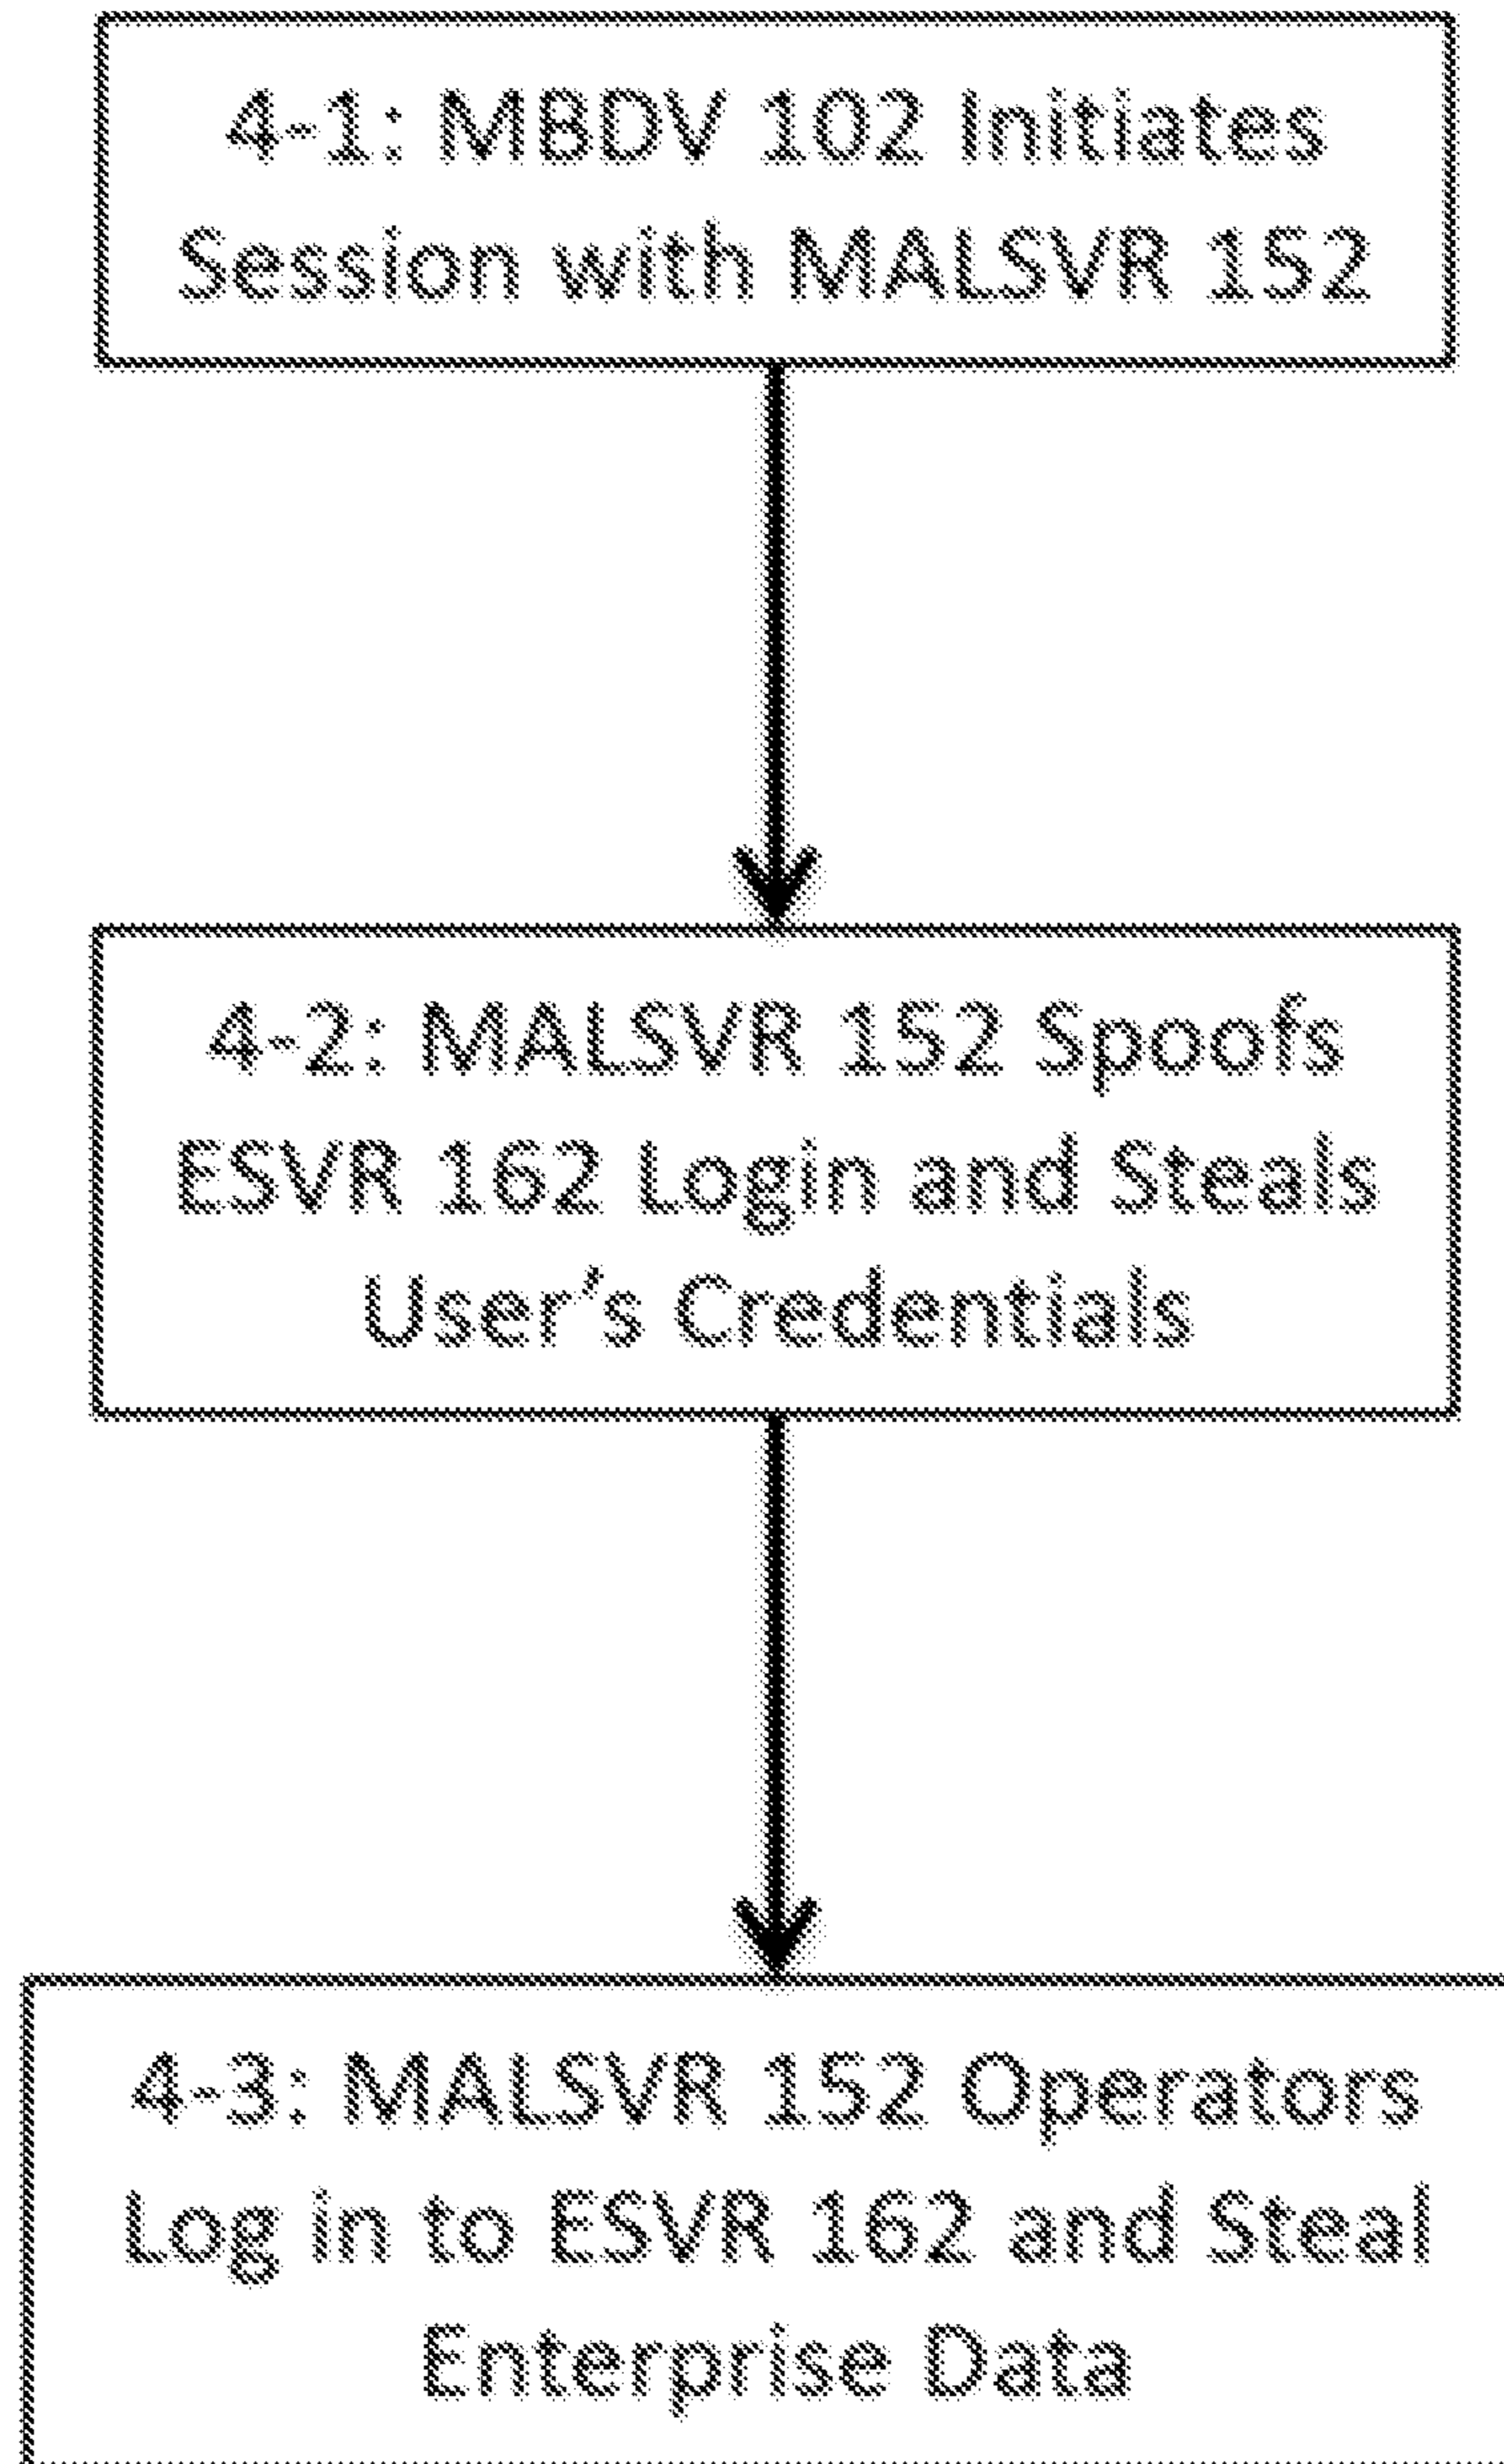 4-1: MBDV 102 Initiates
Session with MALSVR 152
4-2: MALSVR 152 Spoofs
ESVR 162 Login and Steals
User’s Credentials
4-3: MALSVR 152 Operators
Log in to ESVR 162 and Steal
Enterprise Data